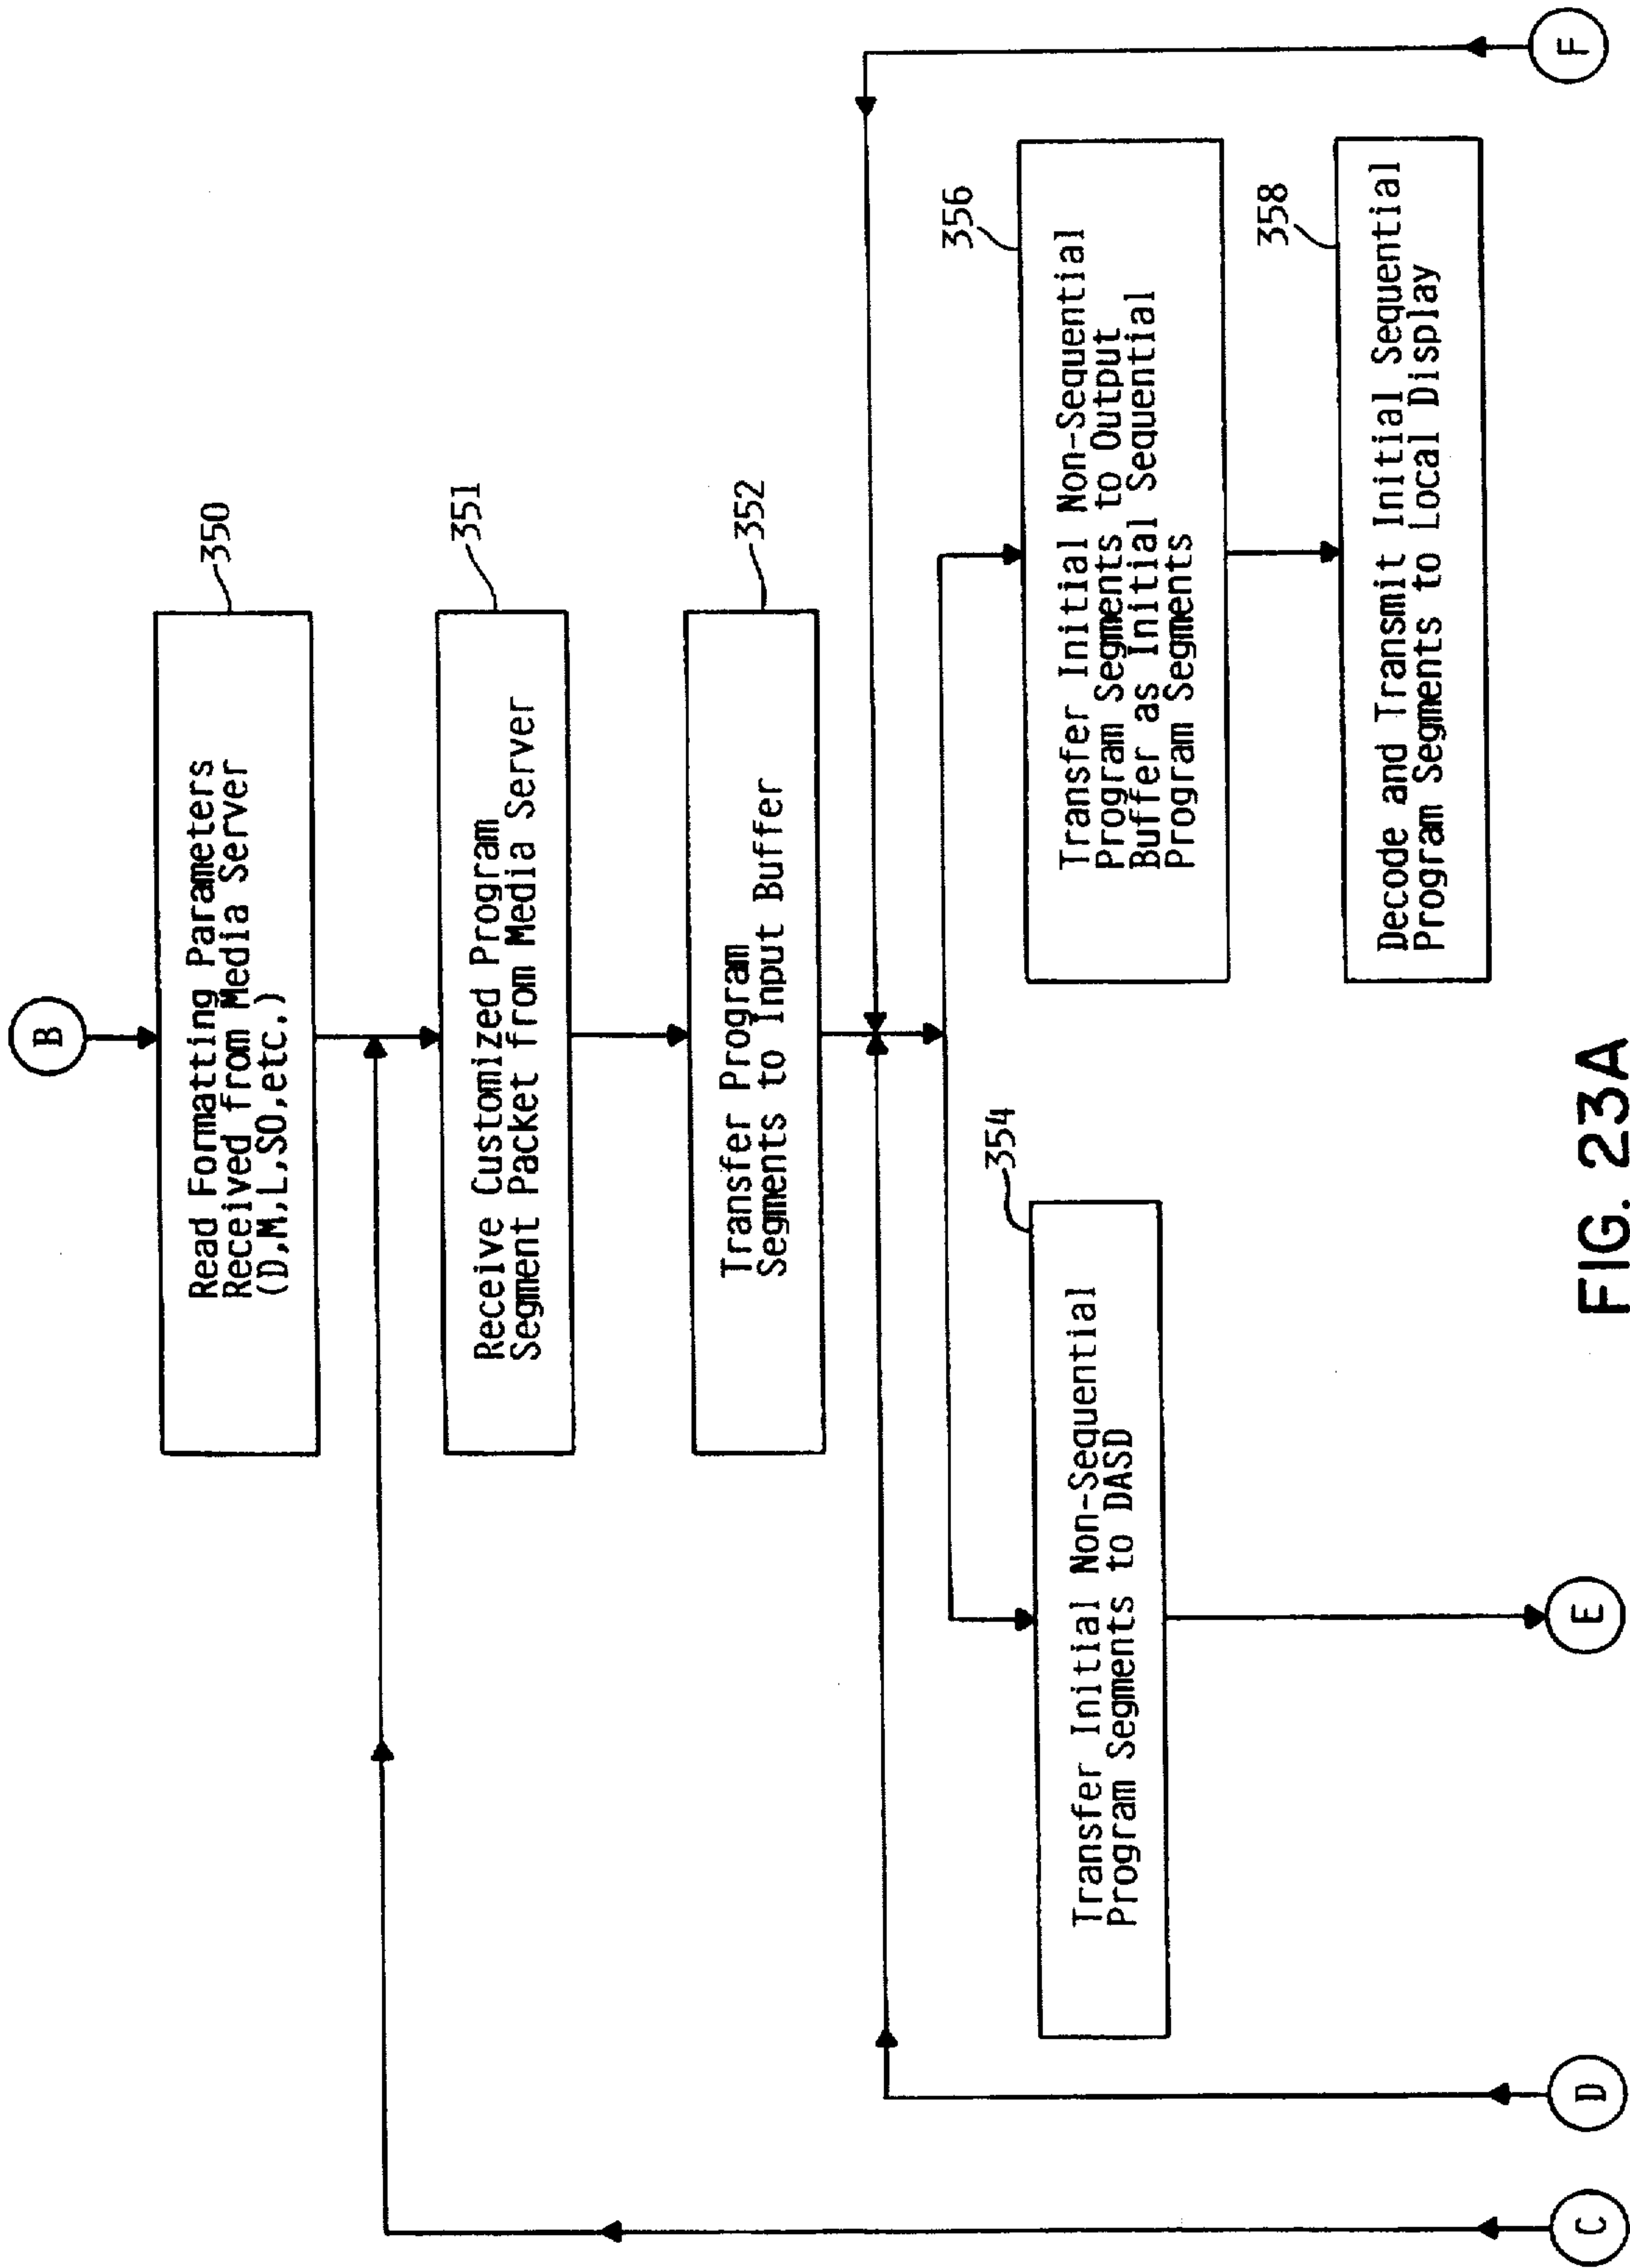 B
350
Read Formatting Parameters
Received from Media Server
(D,M,L,SO,etc.)
351
Receive Customized Program
Segment Packet from Media Server
352
Transfer Program
Segments to Input Buffer
354
Transfer Initial Non-Sequential
Program Segments to DASD
356
Transfer Initial Non-Sequential
Program Segments to Output
Buffer as Initial Sequential
Program Segments
358
Decode and Transmit Initial Sequential
Program Segments to Local Display
C
D
E
F
FIG. 23A